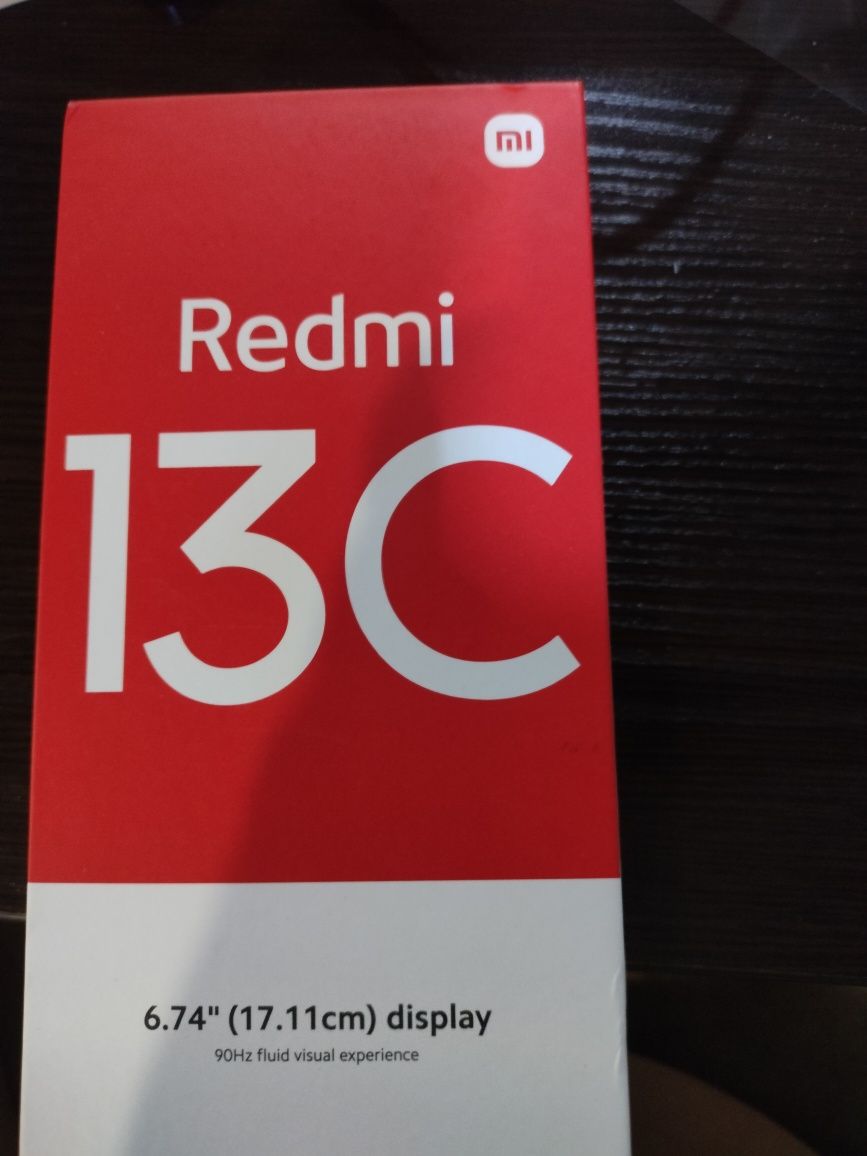 mi
Redmi
13C
6.74" (17.11cm) display
90Hz fluid visual experience